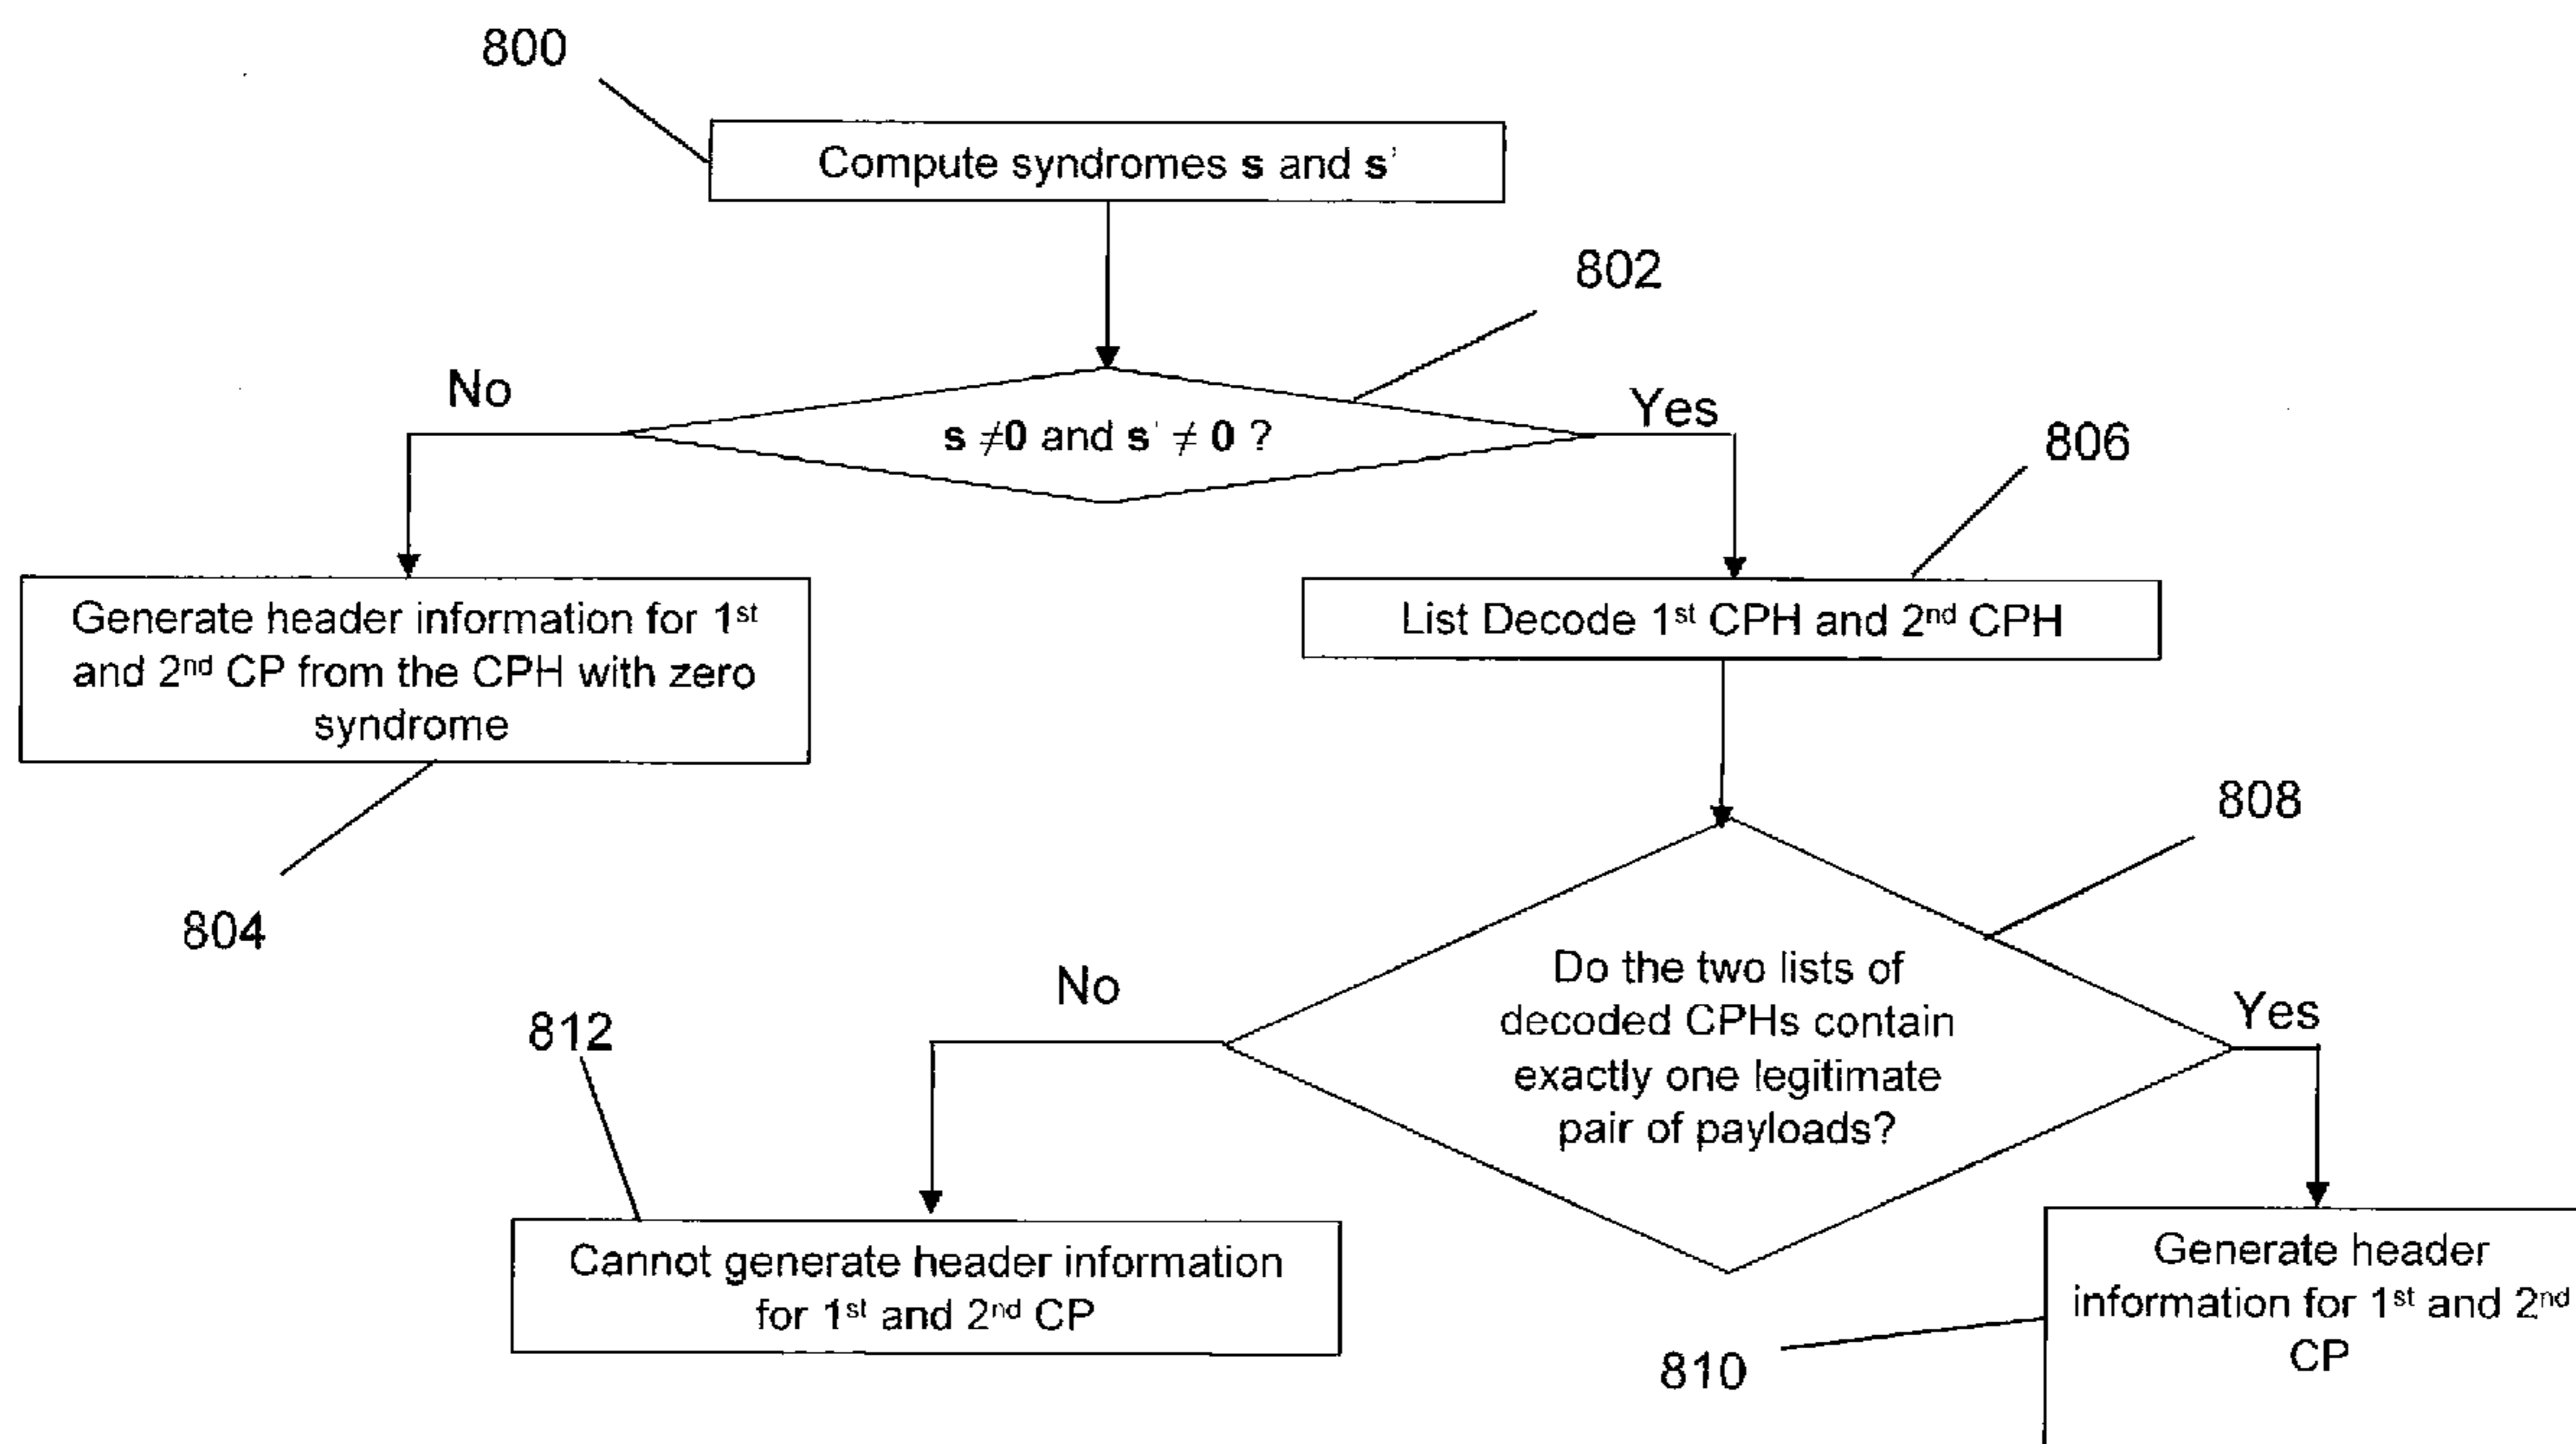 800
Compute syndromes s and s'
802
No
s ≠0 and s' ≠ 0 ?
Yes
806
Generate header information for 1st
and 2nd CP from the CPH with zero
syndrome
List Decode 1st CPH and 2nd CPH
808
804
Do the two lists of
decoded CPHs contain
exactly one legitimate
pair of payloads?
No
Yes
812
Cannot generate header information
for 1st and 2nd CP
Generate header
information for 1st and 2nd
CP
810